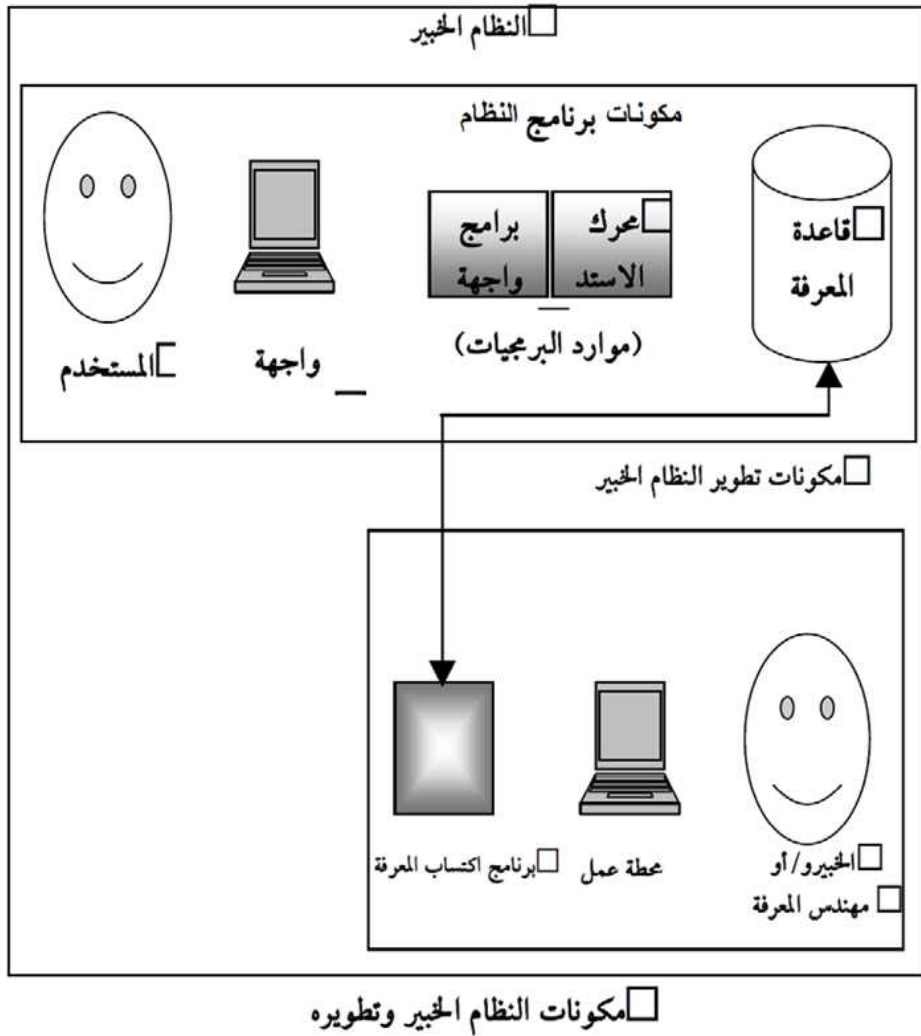 النظام الخبير
مكونات برنامج النظام
قاعدة
المعرفة
محرك
الاستد
برامج
واجهة
(موارد البرمجيات)
واجهة
المستخدم
مكونات تطوير النظام الخبير
الخبيرو/ أو
مهندس المعرفة
محطة عمل
برنامج اكتساب المعرفة
مكونات النظام الخبير وتطويره